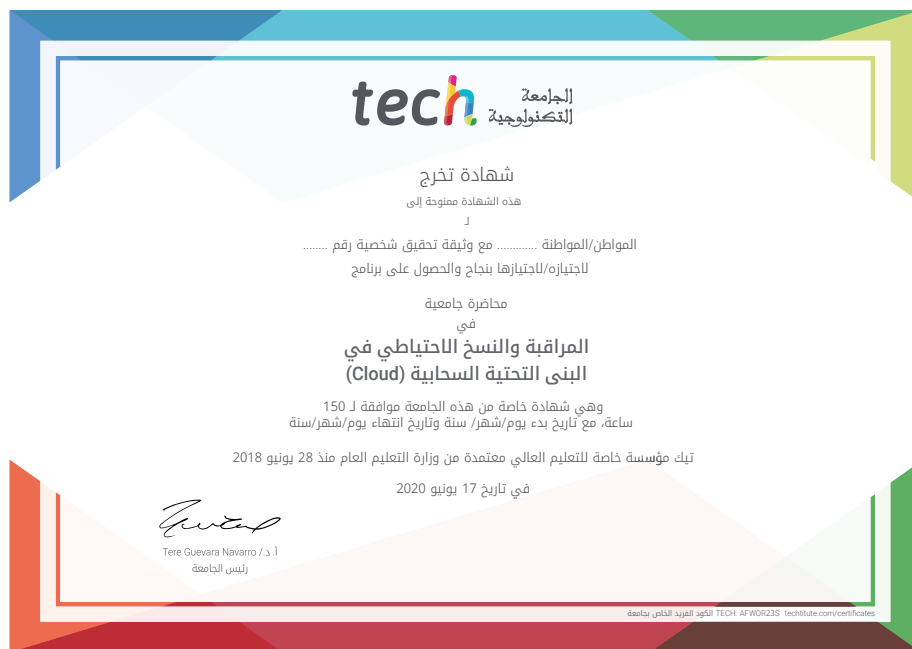 tech الجامعة
التكنولوجية
شهادة تخرج
هذه الشهادة ممنوحة إلى
لـ
المواطن/المواطنة ............ مع وثيقة تحقيق شخصية رقم ........
لاجتيازه/لاجتيازها بنجاح والحصول على برنامج
محاضرة جامعية
في
المراقبة والنسخ الاحتياطي في
البنى التحتية السحابية (Cloud)
وهي شهادة خاصة من هذه الجامعة موافقة لـ 150
ساعة، مع تاريخ بدء يوم/شهر/ سنة وتاريخ انتهاء يوم/شهر/سنة
تيك مؤسسة خاصة للتعليم العالي معتمدة من وزارة التعليم العام منذ 28 يونيو 2018
في تاريخ 17 يونيو 2020
أ. د./ Tere Guevara Navarro
رئيس الجامعة
الكود الفريد الخاص بجامعة TECH: AFWOR23S techtitute.com/certificates